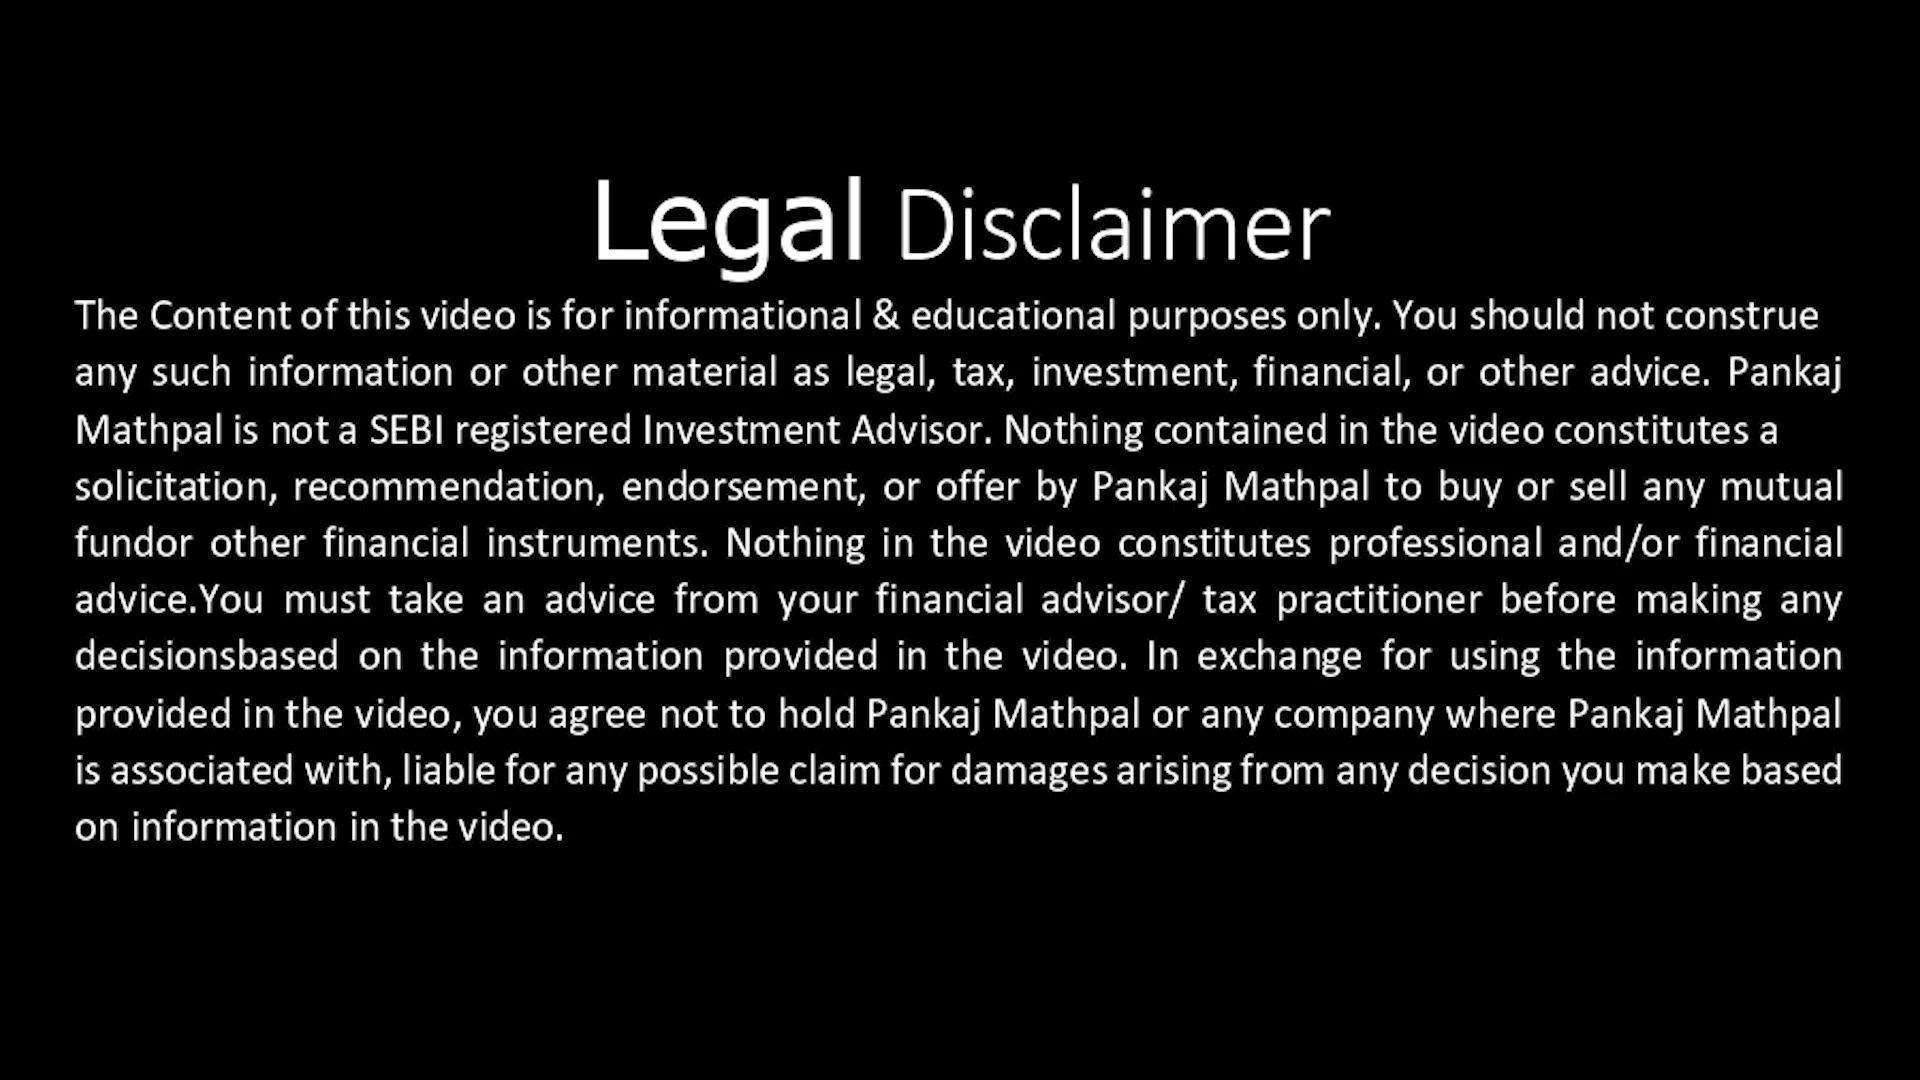 Legal Disclaimer
The Content of this video is for informational & educational purposes only. You should not construe
any such information or other material as legal, tax, investment, financial, or other advice. Pankaj
Mathpal is not a SEBI registered Investment Advisor. Nothing contained in the video constitutes a
solicitation, recommendation, endorsement, or offer by Pankaj Mathpal to buy or sell any mutual
fundor other financial instruments. Nothing in the video constitutes professional and/or financial
advice.You must take an advice from your financial advisor/ tax practitioner before making any
decisionsbased on the information provided in the video. In exchange for using the information
provided in the video, you agree not to hold Pankaj Mathpal or any company where Pankaj Mathpal
is associated with, liable for any possible claim for damages arising from any decision you make based
on information in the video.